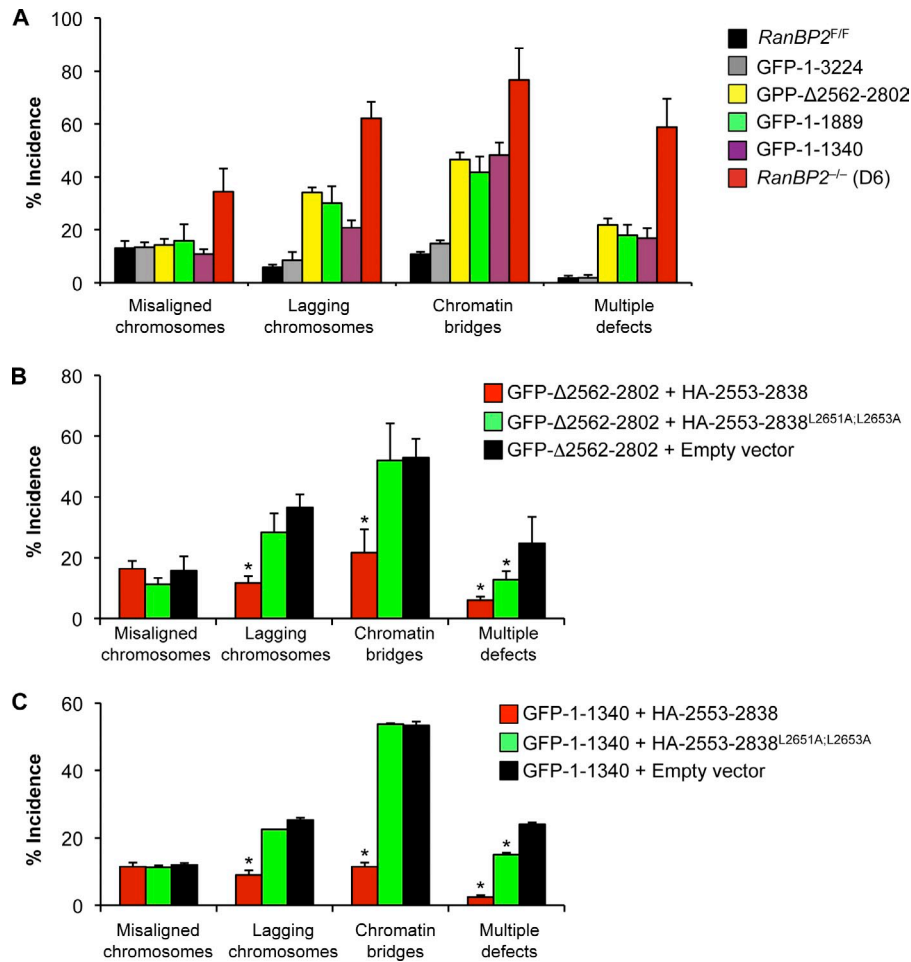 A
% Incidence
100
80
60
40
20
0
Misaligned chromosomes
Lagging chromosomes
Chromatin bridges
Multiple defects
RanBP2F/F
GFP-1-3224
GPP-Δ2562-2802
GFP-1-1889
GFP-1-1340
RanBP2–/– (D6)
B
% Incidence
80
60
40
20
0
*
*
*
*
Misaligned chromosomes
Lagging chromosomes
Chromatin bridges
Multiple defects
GFP-Δ2562-2802 + HA-2553-2838
GFP-Δ2562-2802 + HA-2553-2838L2651A;L2653A
GFP-Δ2562-2802 + Empty vector
C
% Incidence
60
40
20
0
*
*
*
*
Misaligned chromosomes
Lagging chromosomes
Chromatin bridges
Multiple defects
GFP-1-1340 + HA-2553-2838
GFP-1-1340 + HA-2553-2838L2651A;L2653A
GFP-1-1340 + Empty vector